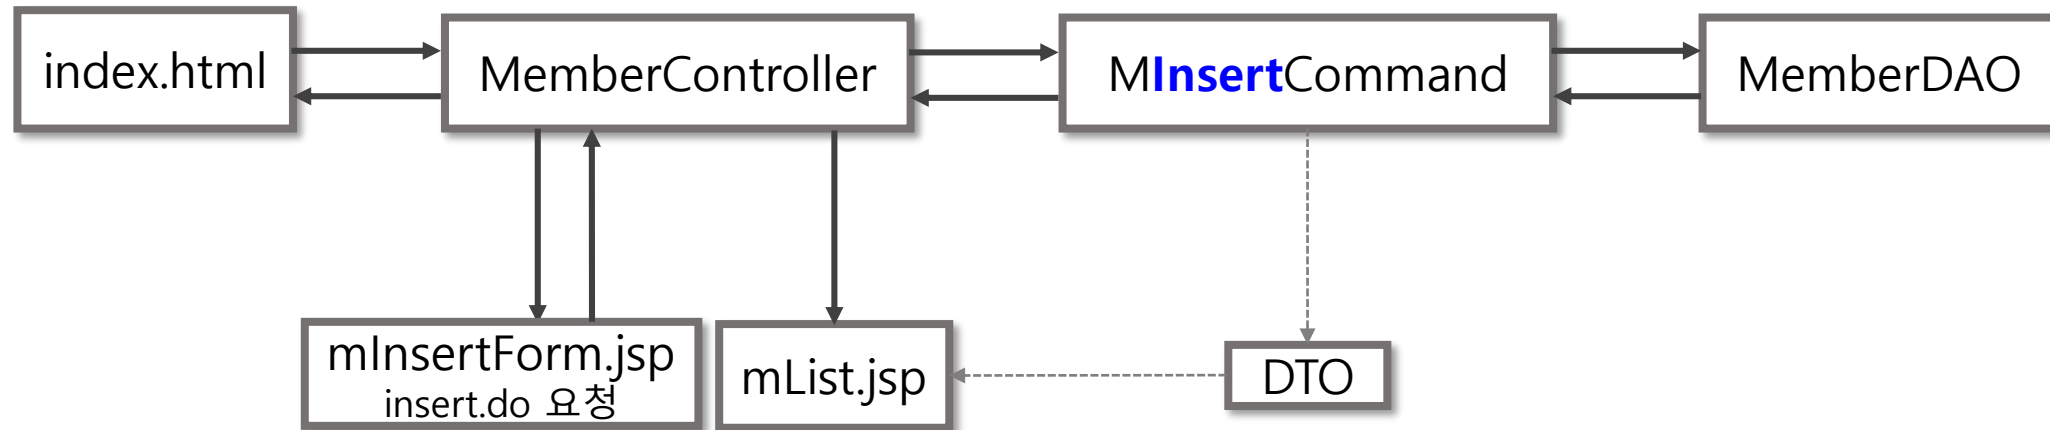 index.html
MemberController
MInsertCommand
MemberDAO
mInsertForm.jsp
insert.do 요청
mList.jsp
DTO